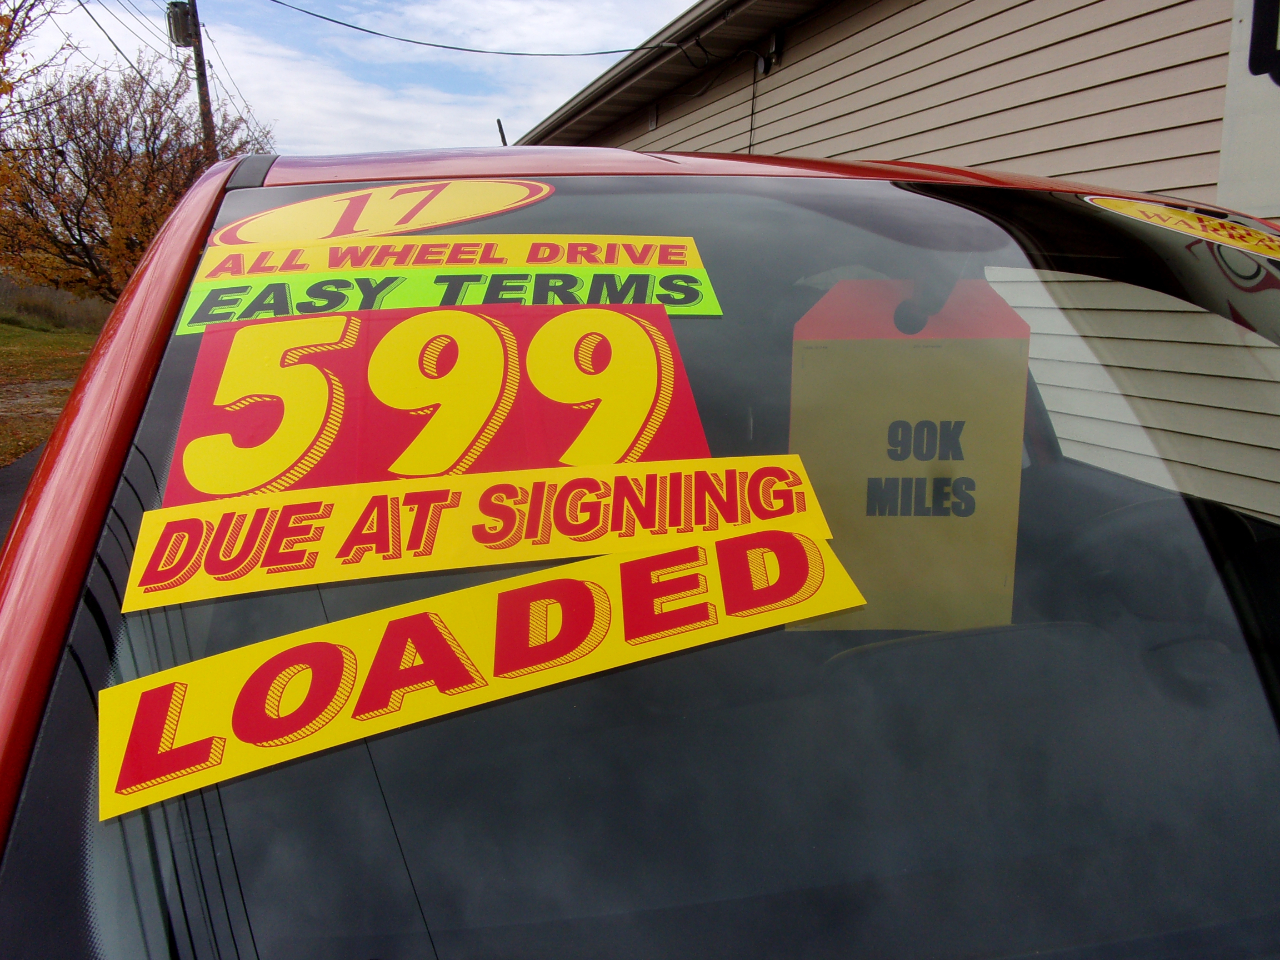 17
ALL WHEEL DRIVE
EASY TERMS
599
DUE AT SIGNING
LOADED
90K
MILES